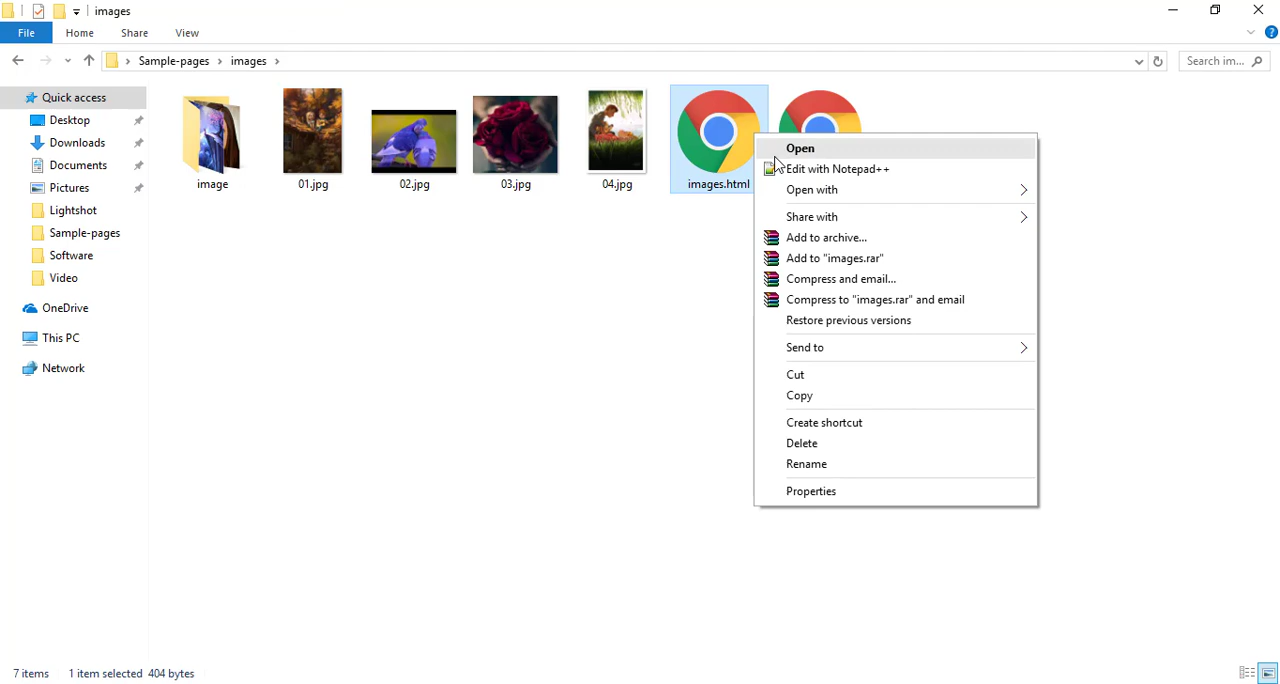 images
File
Home
Share
View
Sample-pages
images
Search im...
Quick access
Desktop
Downloads
Documents
Pictures
Lightshot
Sample-pages
Software
Video
OneDrive
This PC
Network
image
01.jpg
02.jpg
03.jpg
04.jpg
images.html
Open
Edit with Notepad++
Open with
Share with
Add to archive...
Add to "images.rar"
Compress and email...
Compress to "images.rar" and email
Restore previous versions
Send to
Cut
Copy
Create shortcut
Delete
Rename
Properties
7 items 1 item selected 404 bytes